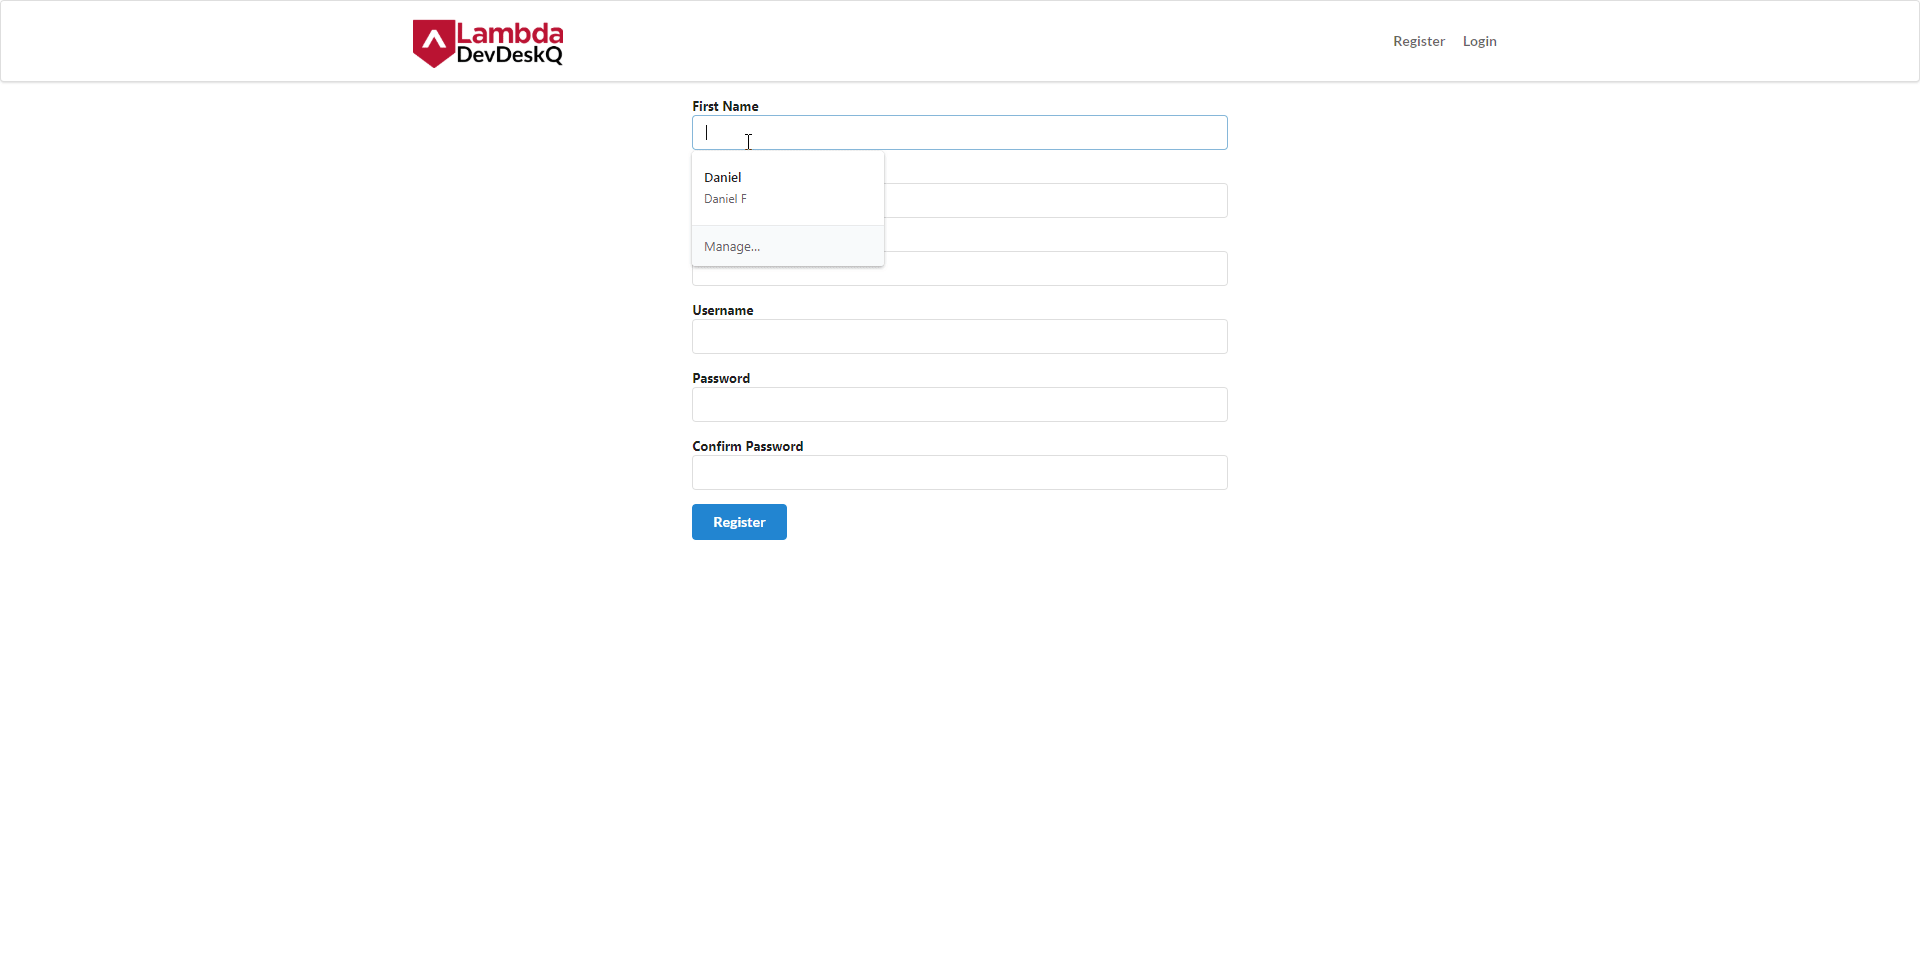 Lambda
DevDeskQ
Register Login
First Name
Daniel
Daniel F
Manage...
Username
Password
Confirm Password
Register